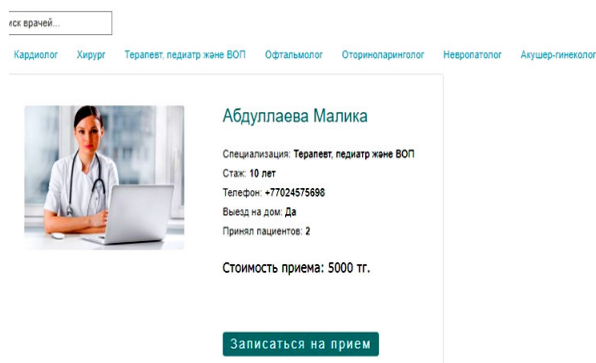 иск врачей...
Кардиолог Хирург Терапевт, педиатр және ВОП Офтальмолог Оториноларинголог Невропатолог Акушер-гинеколог
Абдуллаева Малика
Специализация: Терапевт, педиатр және ВОП
Стаж: 10 лет
Телефон: +77024575698
Выезд на дом: Да
Принял пациентов: 2
Стоимость приема: 5000 тг.
Записаться на прием